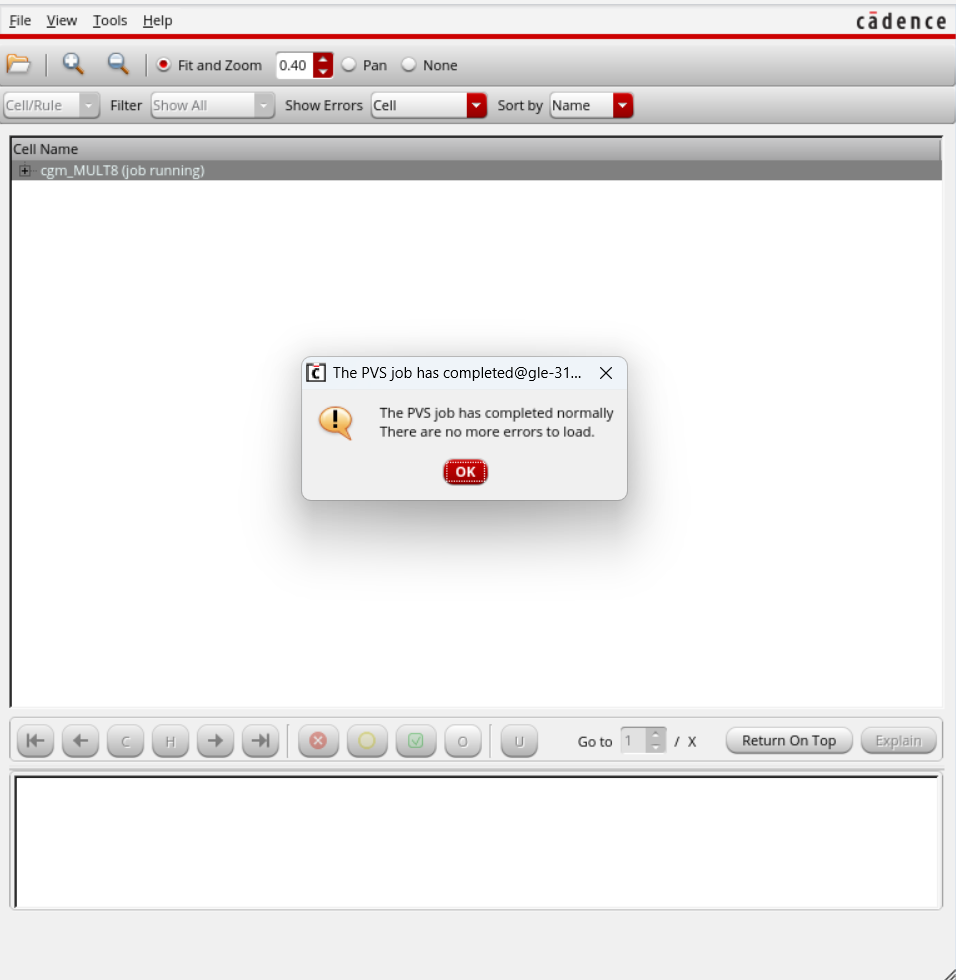 File View Tools Help cādence
Fit and Zoom 0.40 Pan None
Cell/Rule Filter Show All Show Errors Cell Sort by Name
Cell Name
cgm_MULT8 (job running)
The PVS job has completed@gle-31...
The PVS job has completed normally
There are no more errors to load.
OK
C H O U Go to 1 / X Return On Top Explain